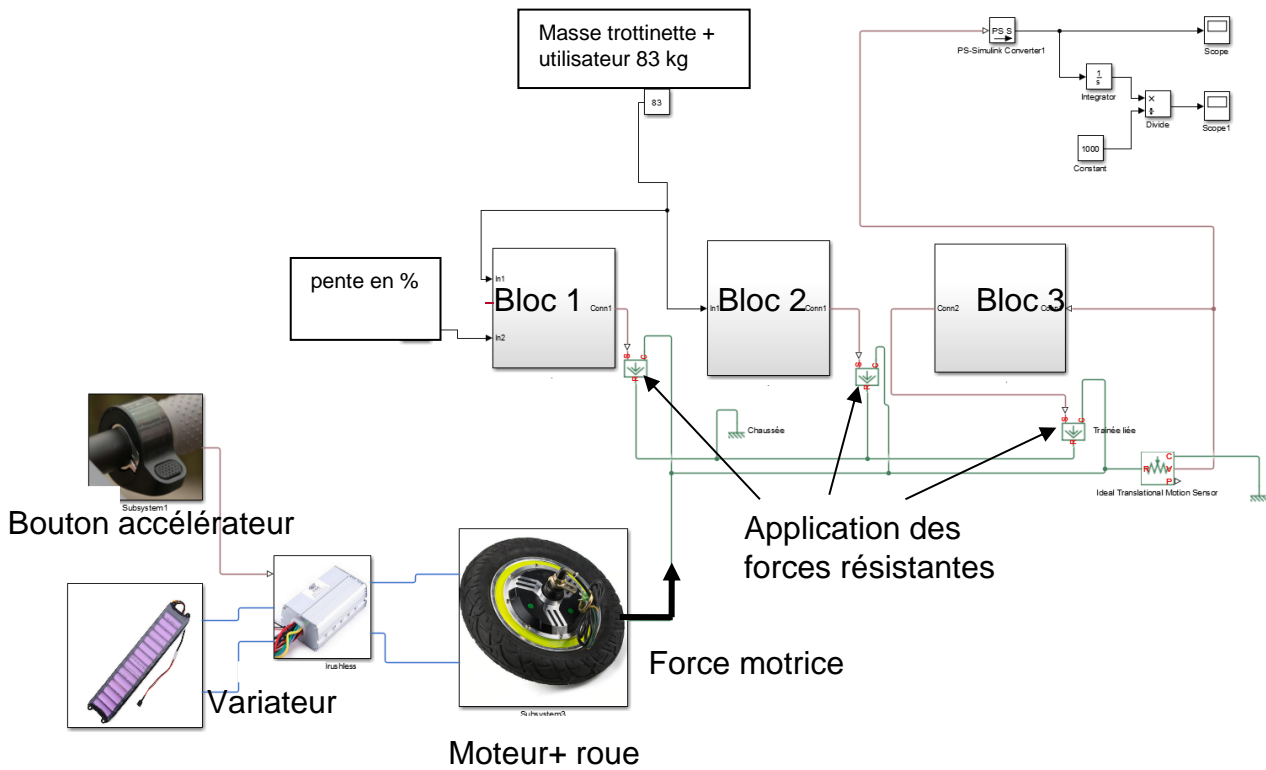 Masse trottinette +
utilisateur 83 kg
83
PS S
PS-Simulink Converter1
Scope
1
s
Integrator
×
÷
Divide
Scope1
1000
Constant
pente en %
In1
In2
Bloc 1
Conn1
In1
Bloc 2
Conn1
Conn2
Bloc 3
S
C
R
S
C
R
S
C
R
Chaussée
Trainée liée
R
C
V
P
Ideal Translational Motion Sensor
Subsystem1
Bouton accélérateur
Application des
forces résistantes
Irushless
Variateur
Force motrice
Subsystem3
Moteur+ roue